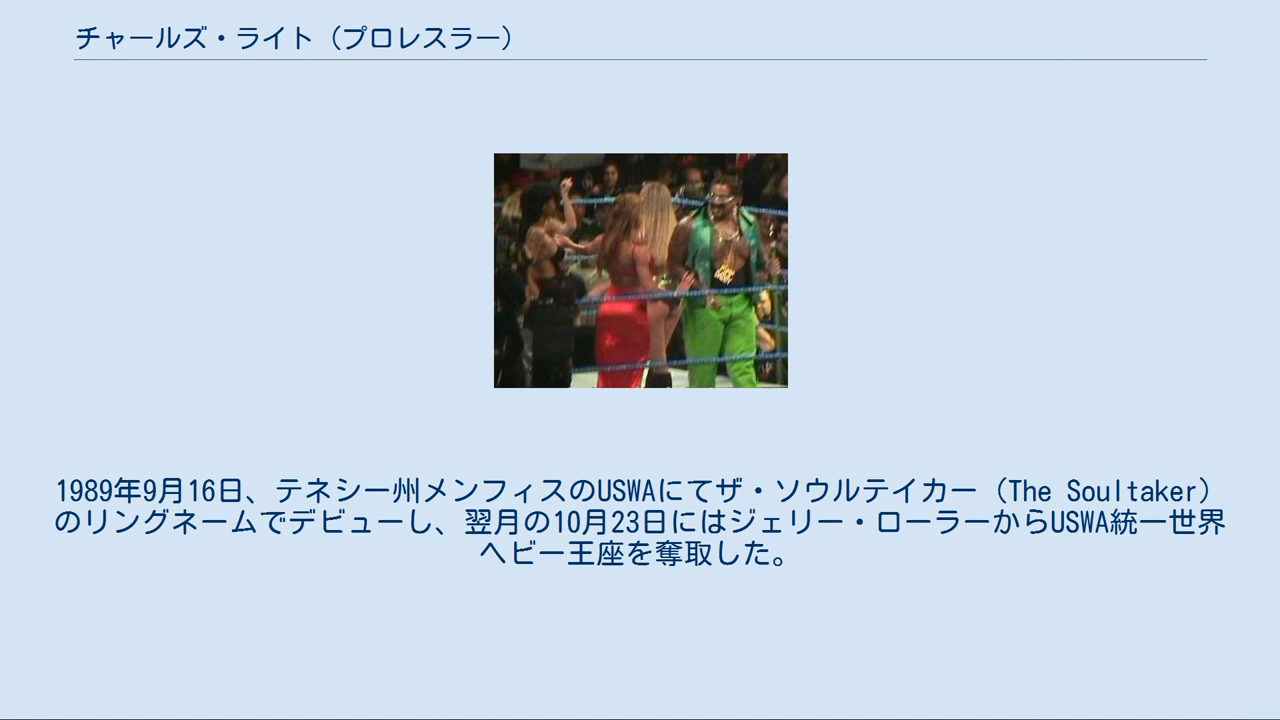 チャールズ・ライト（プロレスラー）
1989年9月16日、テネシー州メンフィスのUSWAにてザ・ソウルテイカー（The Soultaker）
のリングネームでデビューし、翌月の10月23日にはジェリー・ローラーからUSWA統一世界
ヘビー王座を奪取した。